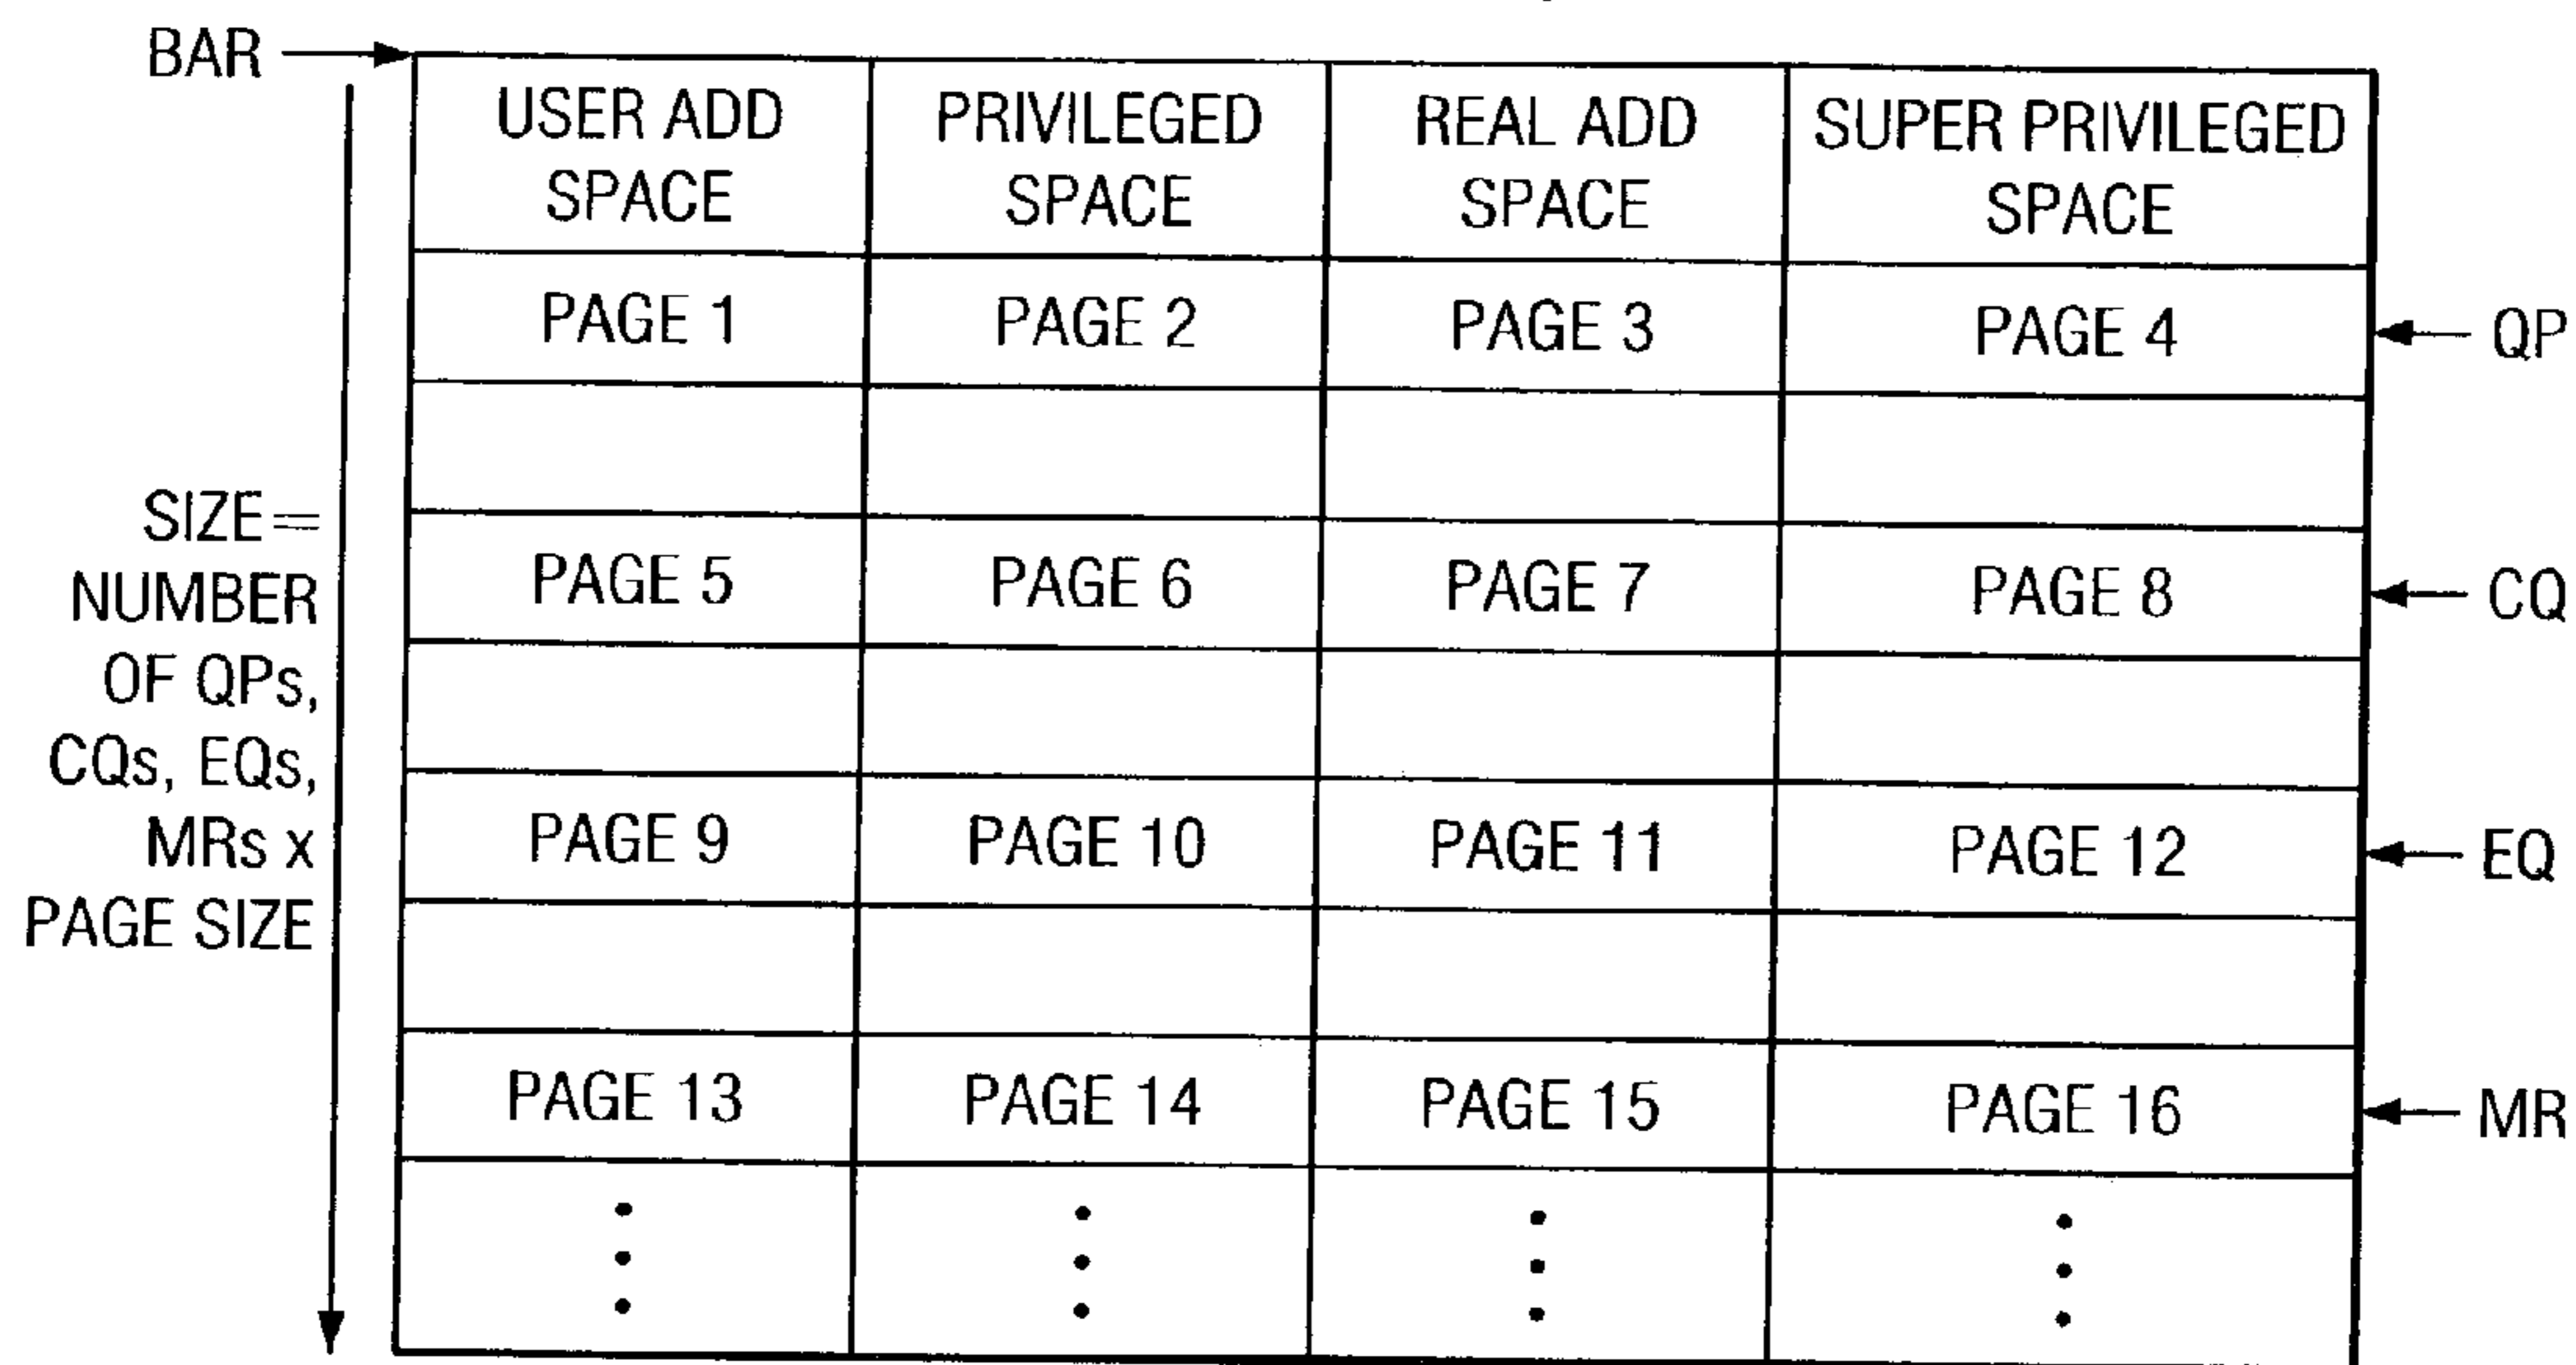 BAR
USER ADD
SPACE
PRIVILEGED
SPACE
REAL ADD
SPACE
SUPER PRIVILEGED
SPACE
PAGE 1
PAGE 2
PAGE 3
PAGE 4
QP
SIZE=
NUMBER
OF QPs,
CQs, EQs,
MRs x
PAGE SIZE
PAGE 5
PAGE 6
PAGE 7
PAGE 8
CQ
PAGE 9
PAGE 10
PAGE 11
PAGE 12
EQ
PAGE 13
PAGE 14
PAGE 15
PAGE 16
MR